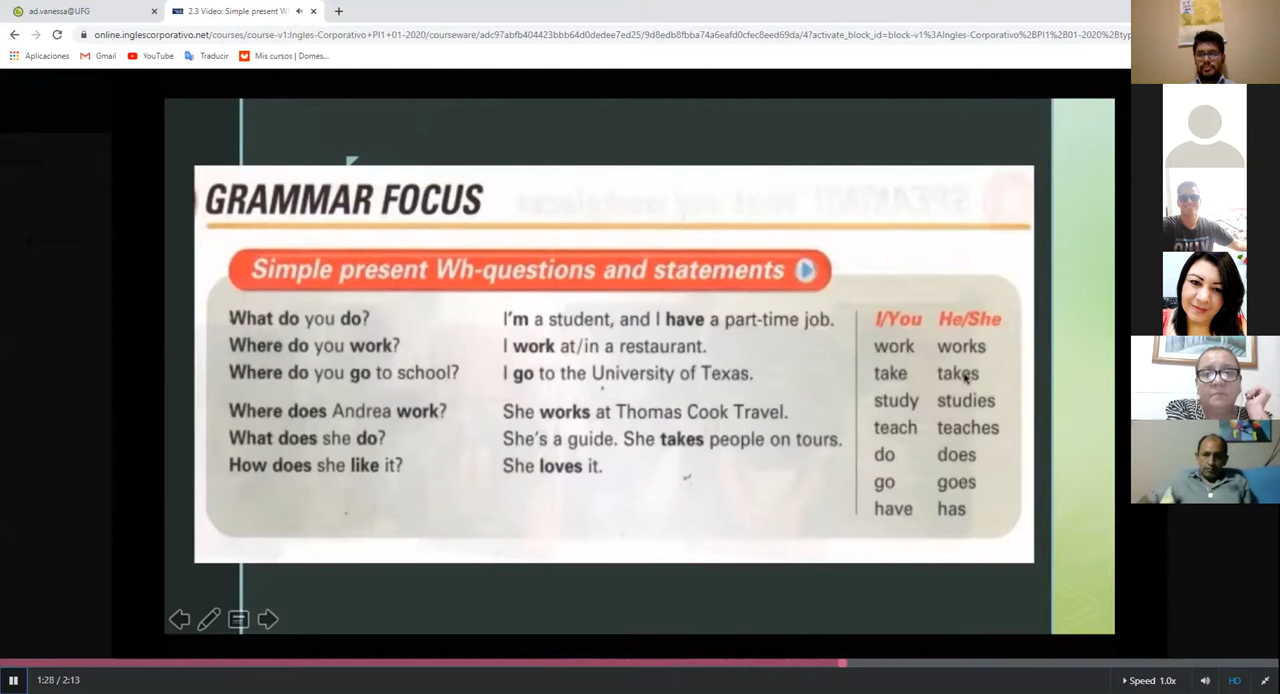 ad.vanessa@UFG
2.3 Video: Simple present W
online.inglescorporativo.net/courses/course-v1:Ingles-Corporativo+PI1+01-2020/courseware/adc97abfb404423bbb64d0dedee7ed25/9d8edb8fbba74a6eafd0cfec8eed69da/4?activate_block_id=block-v1%3AIngles-Corporativo%2BPI1%2B01-2020%2Btyp
Aplicaciones Gmail YouTube Traducir Mis cursos | Domes...
GRAMMAR FOCUS
Simple present Wh-questions and statements
What do you do? I'm a student, and I have a part-time job. I/You He/She
Where do you work? I work at/in a restaurant. work works
Where do you go to school? I go to the University of Texas. take takes
study studies
Where does Andrea work? She works at Thomas Cook Travel.
teach teaches
What does she do? She's a guide. She takes people on tours.
do does
How does she like it? She loves it.
go goes
have has
1:28 / 2:13 Speed 1.0x HD